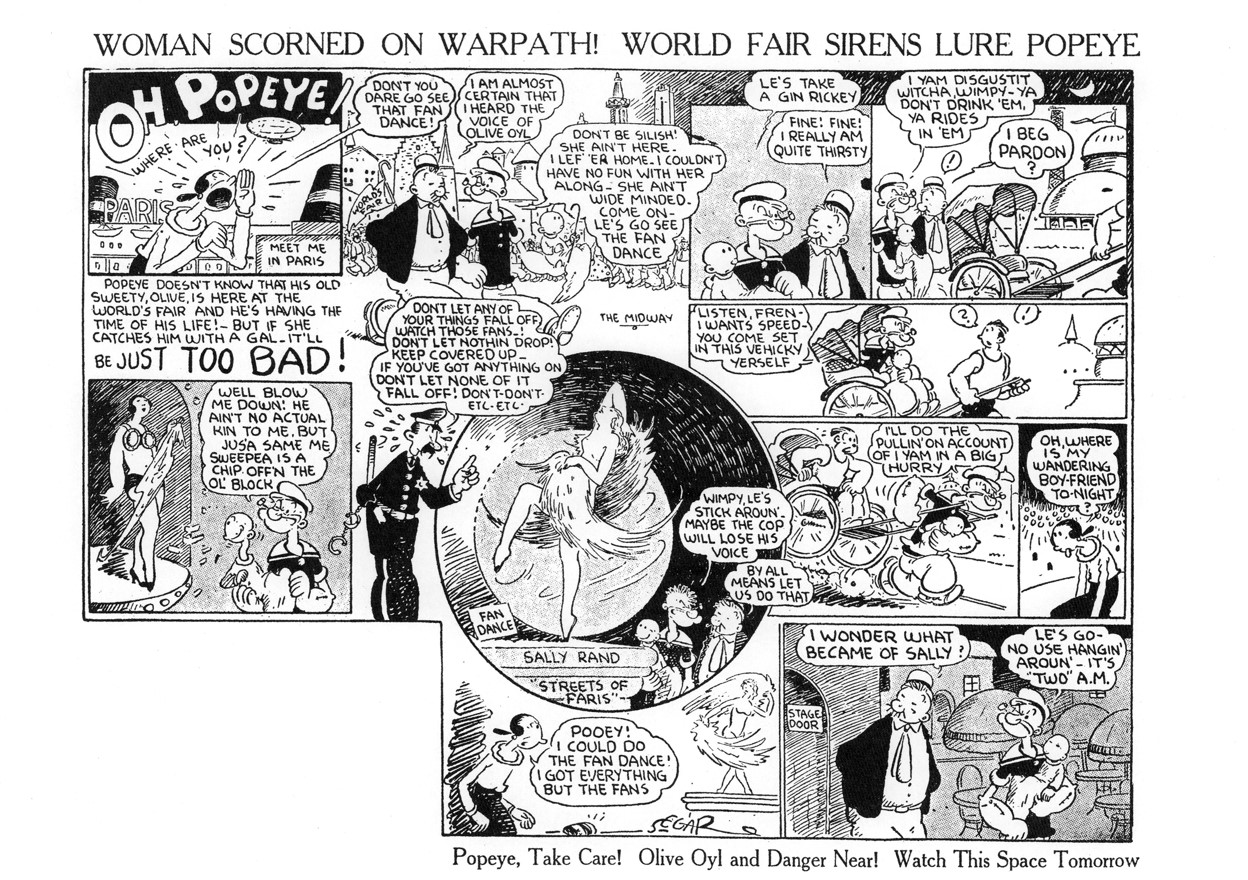 WOMAN SCORNED ON WARPATH! WORLD FAIR SIRENS LURE POPEYE
OH, POPEYE!
WHERE ARE
YOU?
PARIS
MEET ME
IN PARIS
DON'T YOU
DARE GO SEE
THAT FAN
DANCE!
I AM ALMOST
CERTAIN THAT
I HEARD THE
VOICE OF
OLIVE OYL
WORLD'S
FAIR
DON'T BE SILISH!
SHE AIN'T HERE.
I LEF' 'ER HOME. I COULDN'T
HAVE NO FUN WITH HER
ALONG- SHE AIN'T
WIDE MINDED.
COME ON-
LE'S GO SEE
THE FAN
DANCE
THE MIDWAY
LE'S TAKE
A GIN RICKEY
FINE! FINE!
I REALLY AM
QUITE THIRSTY
I YAM DISGUSTIT
WITCHA, WIMPY-YA
DON'T DRINK 'EM,
YA RIDES
IN 'EM
!
I BEG
PARDON
?
POPEYE DOESN'T KNOW THAT HIS OLD
SWEETY, OLIVE, IS HERE AT THE
WORLD'S FAIR AND HE'S HAVING THE
TIME OF HIS LIFE!- BUT IF SHE
CATCHES HIM WITH A GAL- IT'LL
BE JUST TOO BAD!
LISTEN, FREN-
I WANTS SPEED-
YOU COME SET
IN THIS VEHICKY
YERSELF
?
!
WELL BLOW
ME DOWN! HE
AIN'T NO ACTUAL
KIN TO ME, BUT
JUSA SAME ME
SWEEPEA IS A
CHIP OFF'N THE
OL' BLOCK
DON'T LET ANY OF
YOUR THINGS FALL OFF
WATCH THOSE FANS-!
DON'T LET NOTHIN DROP!
KEEP COVERED UP-
IF YOU'VE GOT ANYTHING ON
DON'T LET NONE OF IT
FALL OFF! DON'T-DON'T-
ETC- ETC-
WIMPY, LE'S
STICK AROUN'-
MAYBE THE COP
WILL LOSE HIS
VOICE
BY ALL
MEANS LET
US DO THAT
FAN
DANCE
SALLY RAND
"STREETS OF
PARIS"
I'LL DO THE
PULLIN' ON ACCOUNT
OF I YAM IN A BIG
HURRY
OH, WHERE
IS MY
WANDERING
BOY-FRIEND
TO-NIGHT
?
POOEY!
I COULD DO
THE FAN DANCE!
I GOT EVERYTHING
BUT THE FANS
SEGAR
I WONDER WHAT
BECAME OF SALLY?
LE'S GO-
NO USE HANGIN'
AROUN'- IT'S
"TWO" A.M.
STAGE
DOOR
Popeye, Take Care! Olive Oyl and Danger Near! Watch This Space Tomorrow